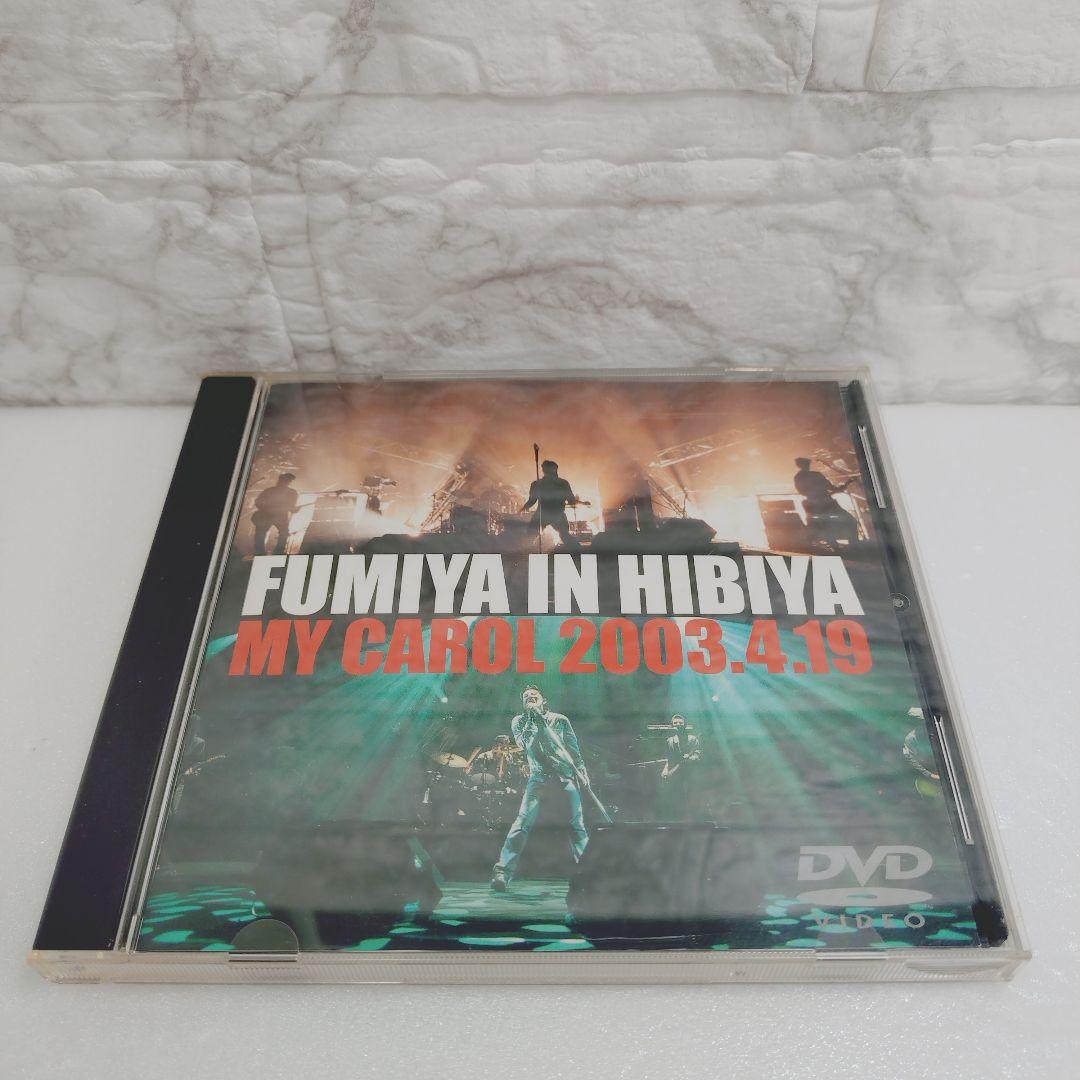 FUMIYA IN HIBIYA
MY CAROL 2003.4.19
DVD
VIDEO